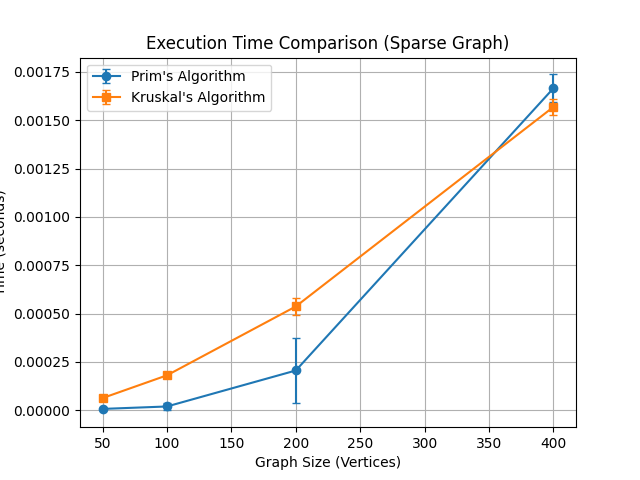 Execution Time Comparison (Sparse Graph)
Prim's Algorithm
Kruskal's Algorithm
0.00175
0.00150
0.00125
0.00100
0.00075
0.00050
0.00025
0.00000
Time (seconds)
50 100 150 200 250 300 350 400
Graph Size (Vertices)